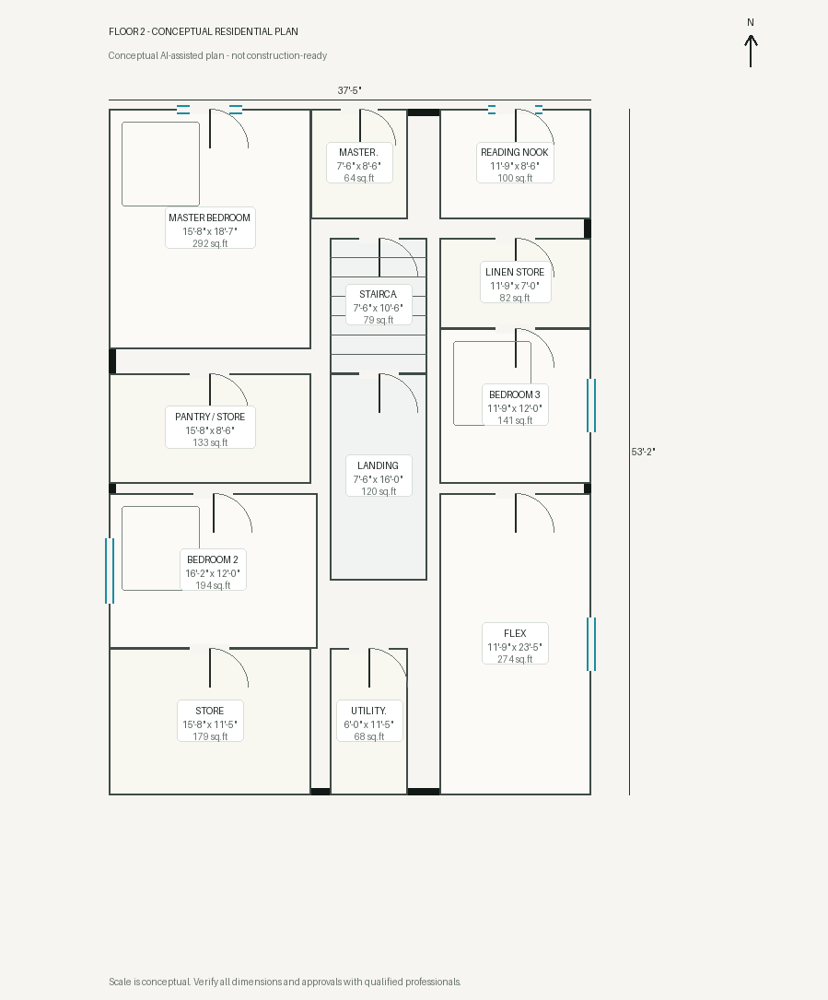 N
FLOOR 2 - CONCEPTUAL RESIDENTIAL PLAN
Conceptual AI-assisted plan - not construction-ready
37'-5"
MASTER.
7'-6" x 8'-6"
64 sq.ft
READING NOOK
11'-9" x 8'-6"
100 sq.ft
MASTER BEDROOM
15'-8" x 18'-7"
292 sq.ft
LINEN STORE
11'-9" x 7'-0"
82 sq.ft
STAIRCA.
7'-6" x 10'-6"
79 sq.ft
BEDROOM 3
11'-9" x 12'-0"
141 sq.ft
PANTRY / STORE
15'-8" x 8'-6"
133 sq.ft
53'-2"
LANDING
7'-6" x 16'-0"
120 sq.ft
BEDROOM 2
16'-2" x 12'-0"
194 sq.ft
FLEX
11'-9" x 23'-5"
274 sq.ft
STORE
15'-8" x 11'-5"
179 sq.ft
UTILITY.
6'-0" x 11'-5"
68 sq.ft
Scale is conceptual. Verify all dimensions and approvals with qualified professionals.